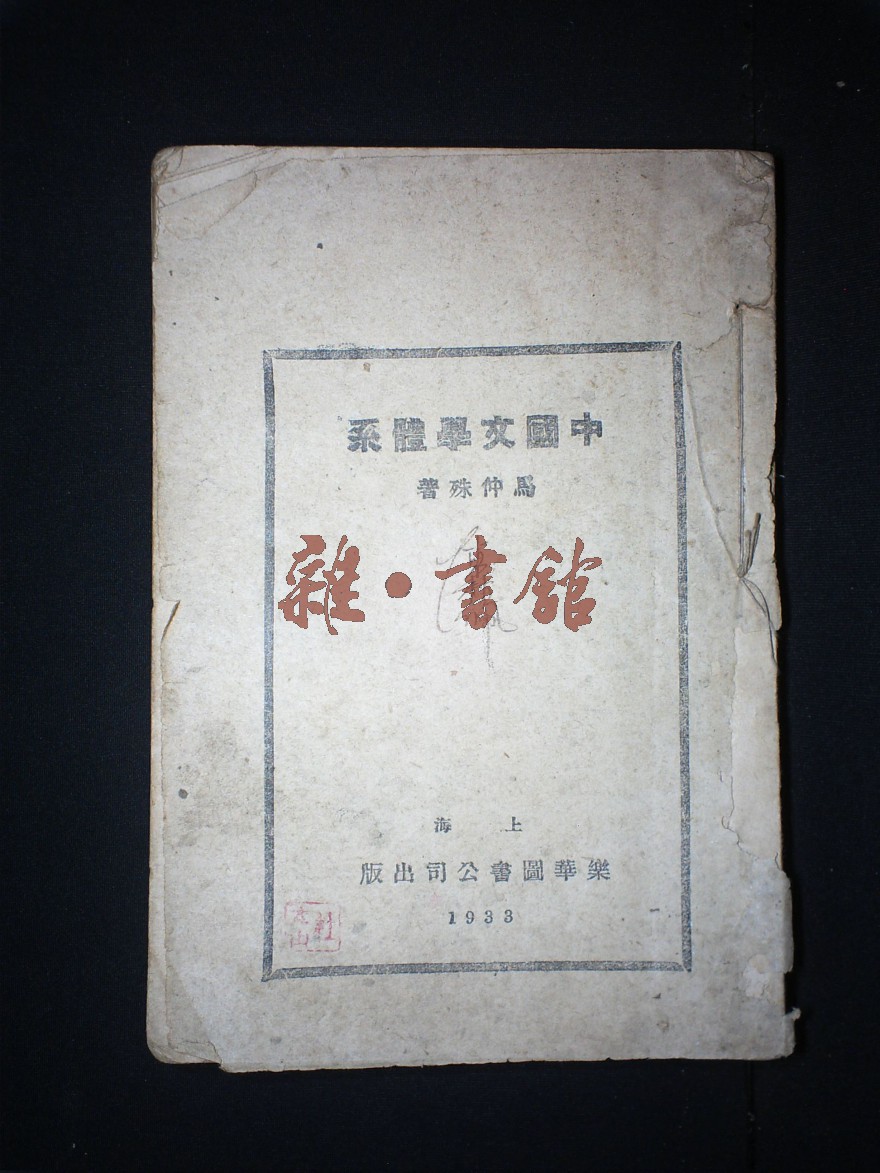 中國文學體系
馬仲殊著
雜·書館
上海
樂華圖書公司出版
1933